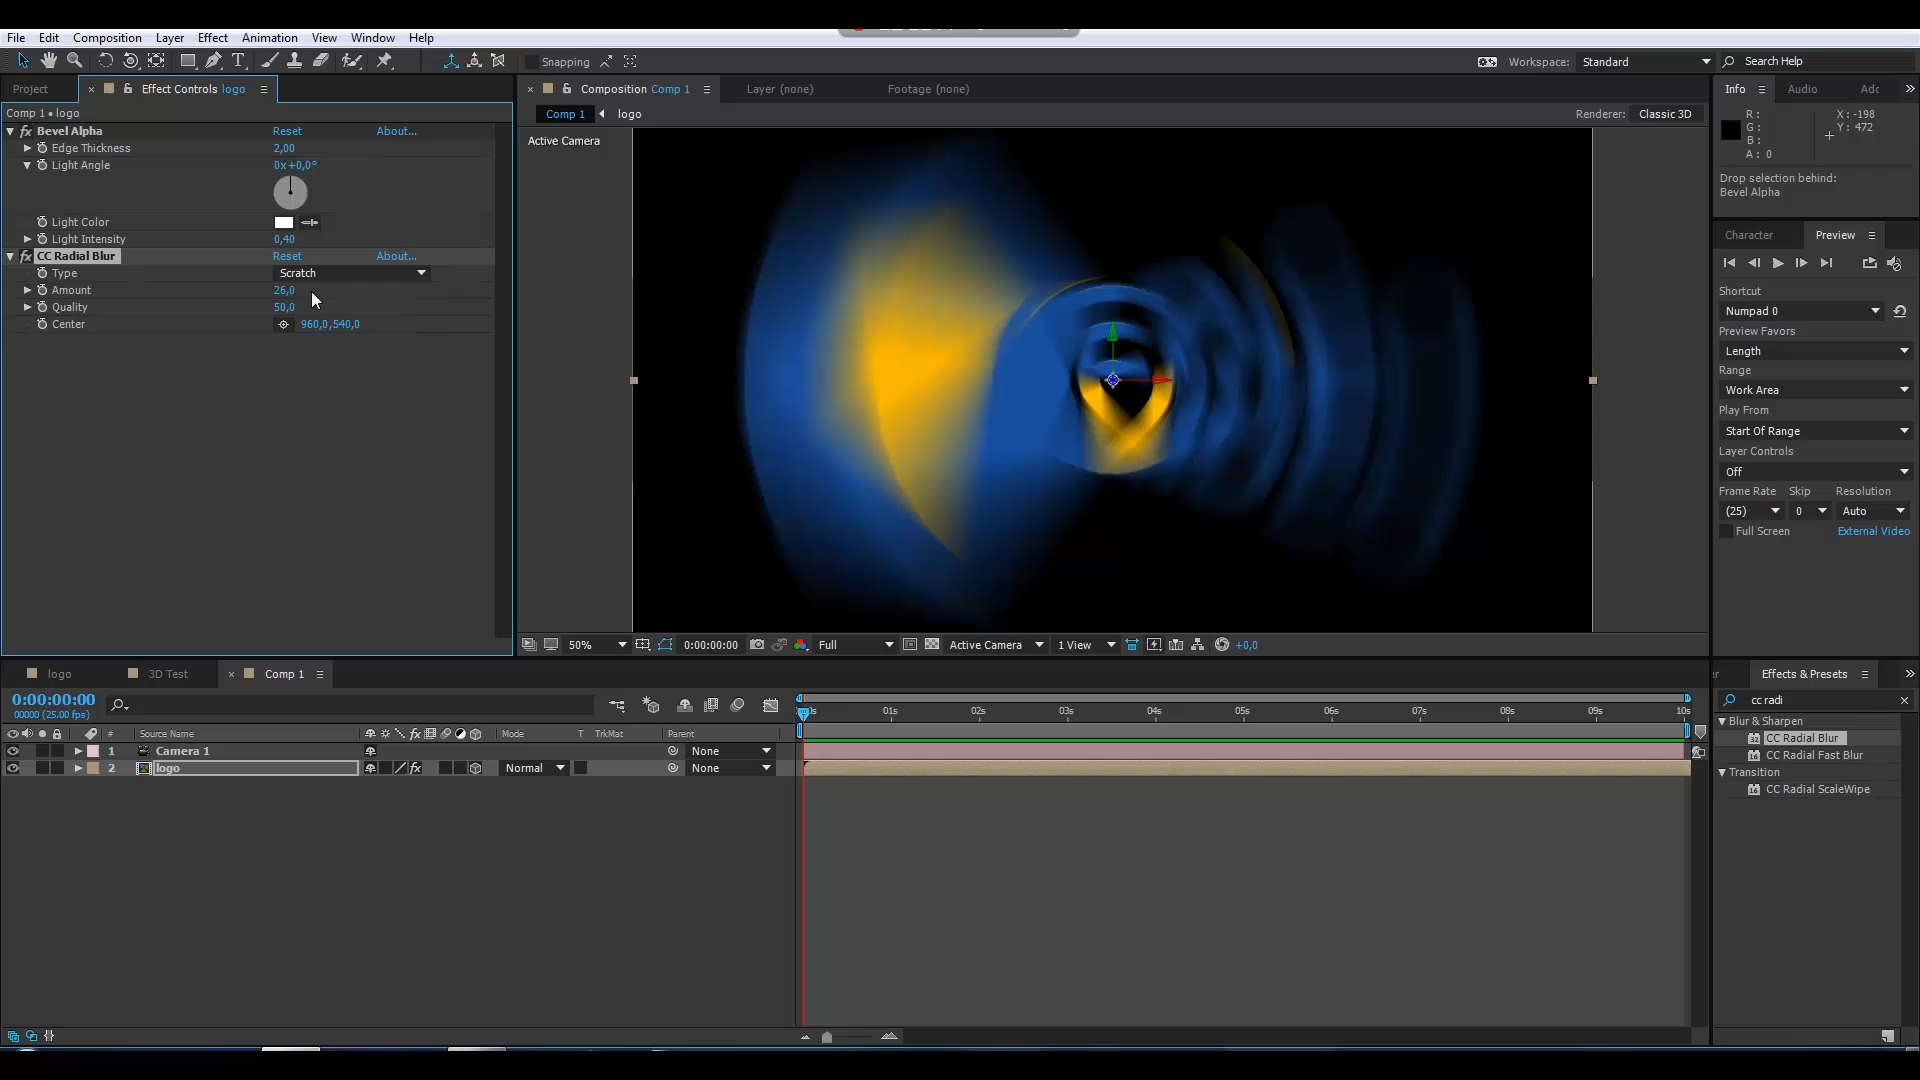 File Edit Composition Layer Effect Animation View Window Help
Snapping
Workspace: Standard
Search Help
Project
Effect Controls logo
Comp 1 • logo
Bevel Alpha Reset About...
Edge Thickness 2,00
Light Angle 0x+0,0°
Light Color
Light Intensity 0,40
CC Radial Blur Reset About...
Type Scratch
Amount 26,0
Quality 50,0
Center 960,0,540,0
Composition Comp 1
Layer (none)
Footage (none)
Comp 1 logo
Renderer: Classic 3D
Active Camera
50% 0:00:00:00 Full Active Camera 1 View +0,0
Info Audio
R: X: -198
G: Y: 472
B:
A: 0
Drop selection behind:
Bevel Alpha
Character Preview
Shortcut
Numpad 0
Preview Favors
Length
Range
Work Area
Play From
Start Of Range
Layer Controls
Off
Frame Rate Skip Resolution
(25) 0 Auto
Full Screen External Video
logo 3D Test Comp 1
0:00:00:00
00000 (25.00 fps)
# Source Name Mode T TrkMat Parent
1 Camera 1 None
2 logo Normal None
01s 02s 03s 04s 05s 06s 07s 08s 09s 10s
Effects & Presets
cc radi
Blur & Sharpen
CC Radial Blur
CC Radial Fast Blur
Transition
CC Radial ScaleWipe